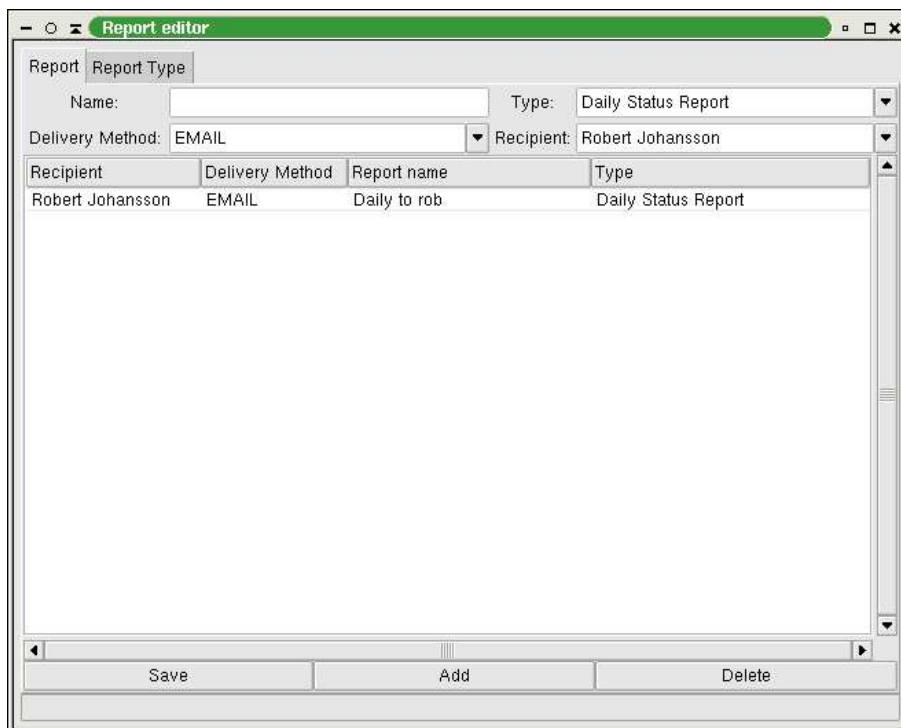 Report editor
Report Report Type
Name: Type: Daily Status Report
Delivery Method: EMAIL Recipient: Robert Johansson
Recipient Delivery Method Report name Type
Robert Johansson EMAIL Daily to rob Daily Status Report
Save Add Delete